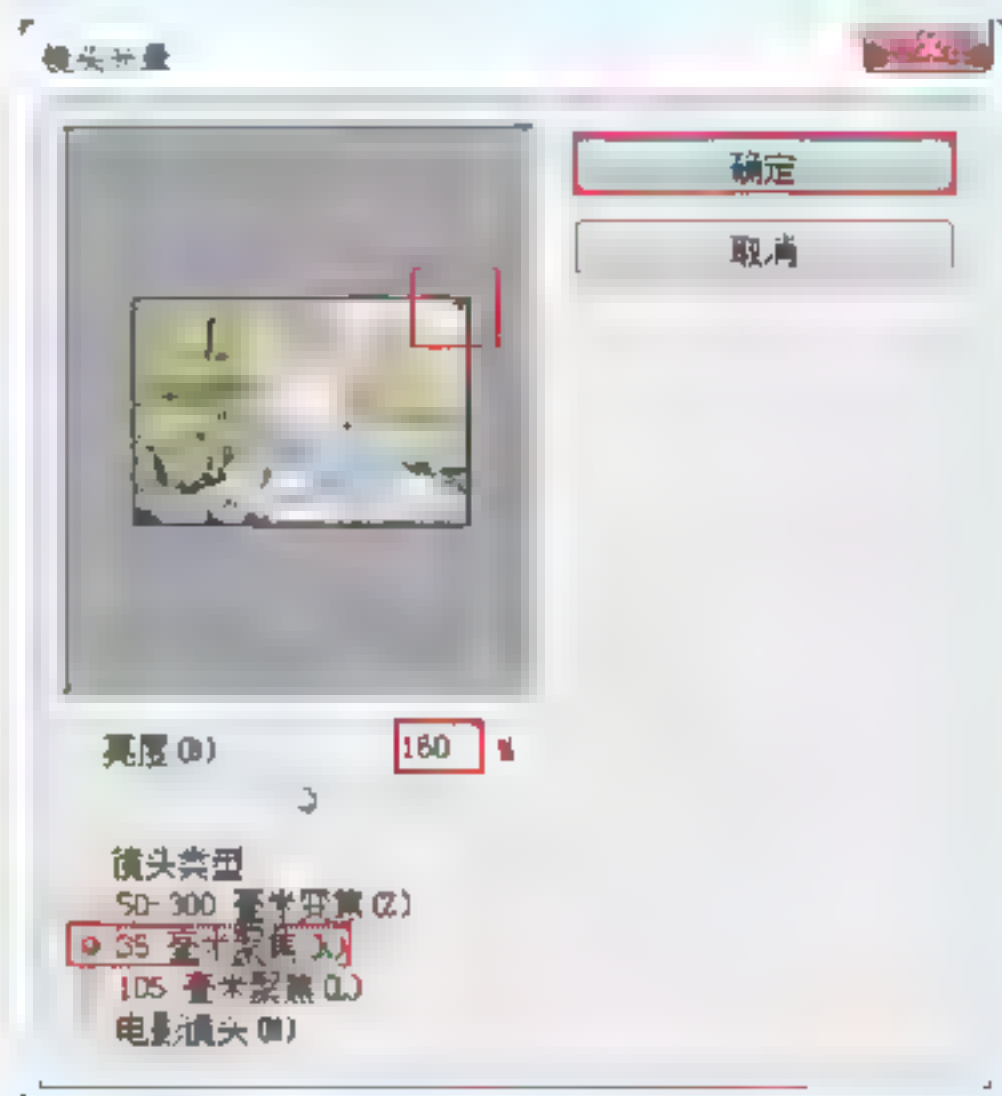 镜头光晕
确定
取消
亮度(B)
160 %
镜头类型
50-300 毫米变焦(Z)
35 毫米聚焦
105 毫米聚焦(L)
电影镜头(M)